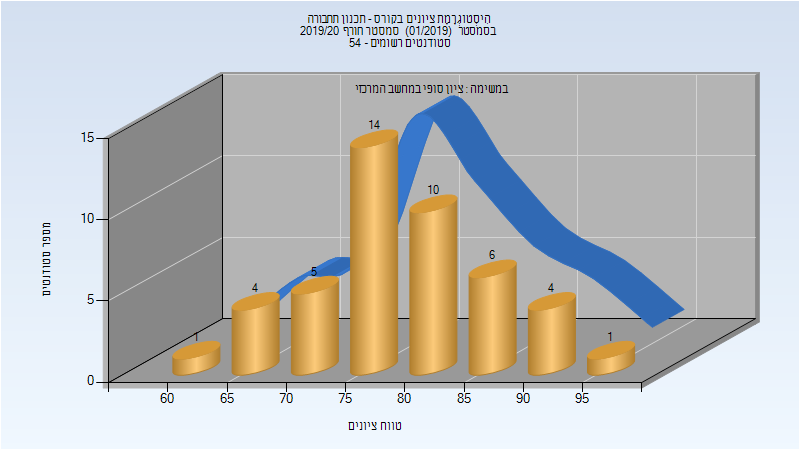 היסטוגרמת ציונים בקורס - תכנון תחבורה
בסמסטר (01/2019) סמסטר חורף 2019/20
סטודנטים רשומים - 54
במשימה : ציון סופי במחשב המרכזי
מספר סטודנטים
15
10
5
0
1
4
5
14
10
6
4
1
60 65 70 75 80 85 90 95
טווח ציונים